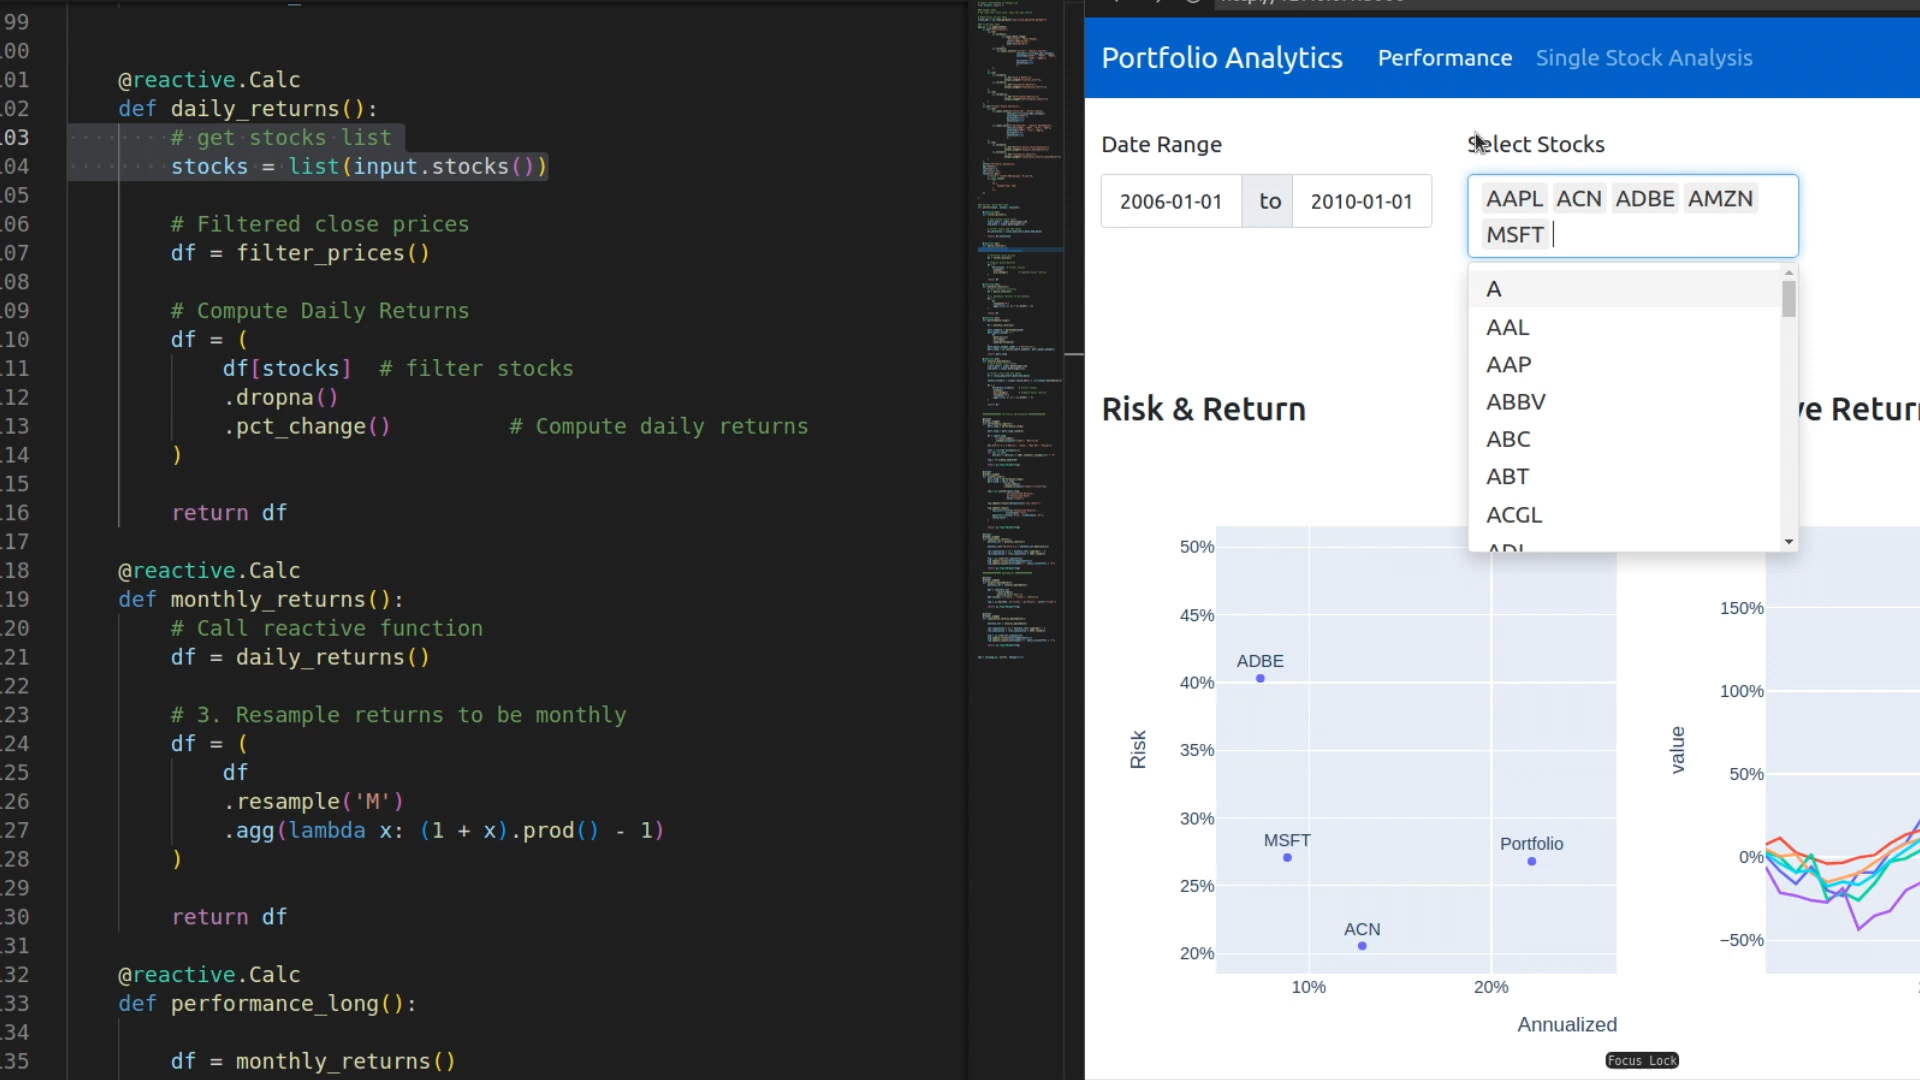 99
00
01 @reactive.Calc
02 def daily_returns():
03 # get stocks list
04 stocks = list(input.stocks())
05
06 # Filtered close prices
07 df = filter_prices()
08
09 # Compute Daily Returns
10 df = (
11 df[stocks] # filter stocks
12 .dropna()
13 .pct_change() # Compute daily returns
14 )
15
16 return df
17
18 @reactive.Calc
19 def monthly_returns():
20 # Call reactive function
21 df = daily_returns()
22
23 # 3. Resample returns to be monthly
24 df = (
25 df
26 .resample('M')
27 .agg(lambda x: (1 + x).prod() - 1)
28 )
29
30 return df
31
32 @reactive.Calc
33 def performance_long():
34
35 df = monthly_returns()
Portfolio Analytics Performance Single Stock Analysis
Date Range
2006-01-01 to 2010-01-01
Select Stocks
AAPL ACN ADBE AMZN
MSFT
A
AAL
AAP
ABBV
ABC
ABT
ACGL
Risk & Return
50%
45%
40%
35%
30%
25%
20%
Risk
ADBE
MSFT
Portfolio
ACN
10% 20%
Annualized
150%
100%
50%
0%
−50%
value
Focus Lock